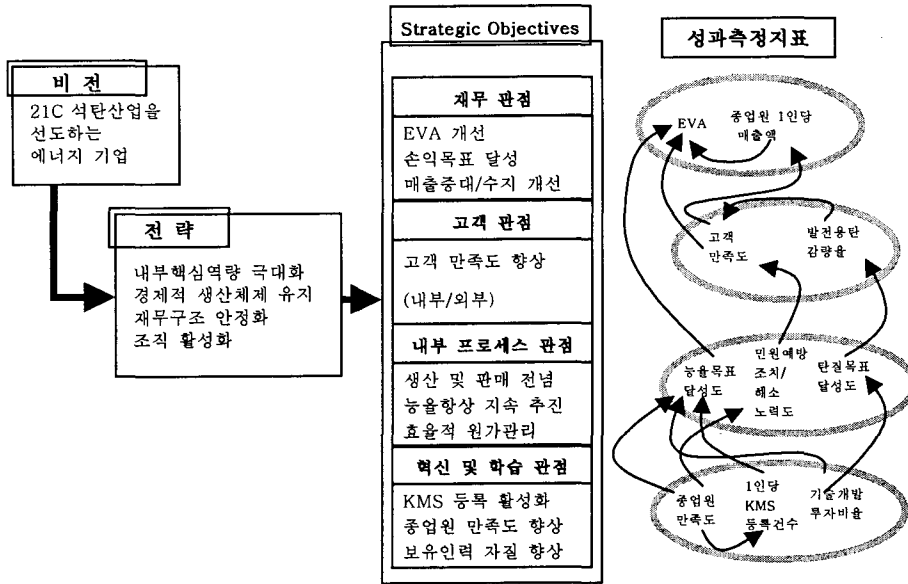 비 전
21C 석탄산업을
선도하는
에너지 기업
전 략
내부핵심역량 극대화
경제적 생산체제 유지
재무구조 안정화
조직 활성화
Strategic Objectives
재무 관점
EVA 개선
손익목표 달성
매출증대/수지 개선
고객 관점
고객 만족도 향상
(내부/외부)
내부 프로세스 관점
생산 및 판매 전념
능율향상 지속 추진
효율적 원가관리
혁신 및 학습 관점
KMS 등록 활성화
종업원 만족도 향상
보유인력 자질 향상
성과측정지표
EVA
종업원 1인당
매출액
고객
만족도
발전용탄
감량율
능율목표
달성도
민원예방
조치/
해소
노력도
탄질목표
달성도
종업원
만족도
1인당
KMS
등록건수
기술개발
투자비율